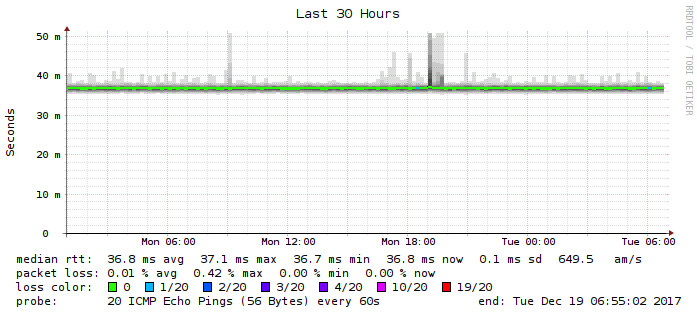 Last 30 Hours
RRDTOOL / TOBI OETIKER
Seconds
50 m
40 m
30 m
20 m
10 m
0
Mon 06:00 Mon 12:00 Mon 18:00 Tue 00:00 Tue 06:00
median rtt: 36.8 ms avg 37.1 ms max 36.7 ms min 36.8 ms now 0.1 ms sd 649.5 am/s
packet loss: 0.01 % avg 0.42 % max 0.00 % min 0.00 % now
loss color: 0 1/20 2/20 3/20 4/20 10/20 19/20
probe: 20 ICMP Echo Pings (56 Bytes) every 60s end: Tue Dec 19 06:55:02 2017